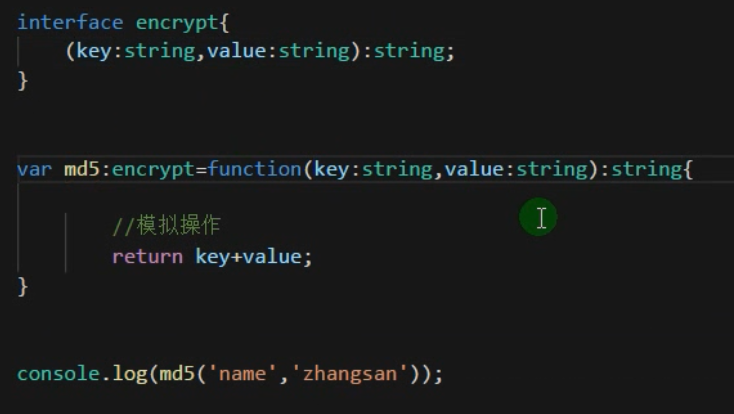 interface encrypt{
(key:string,value:string):string;
}
var md5:encrypt=function(key:string,value:string):string{
//模拟操作
return key+value;
}
console.log(md5('name','zhangsan'));